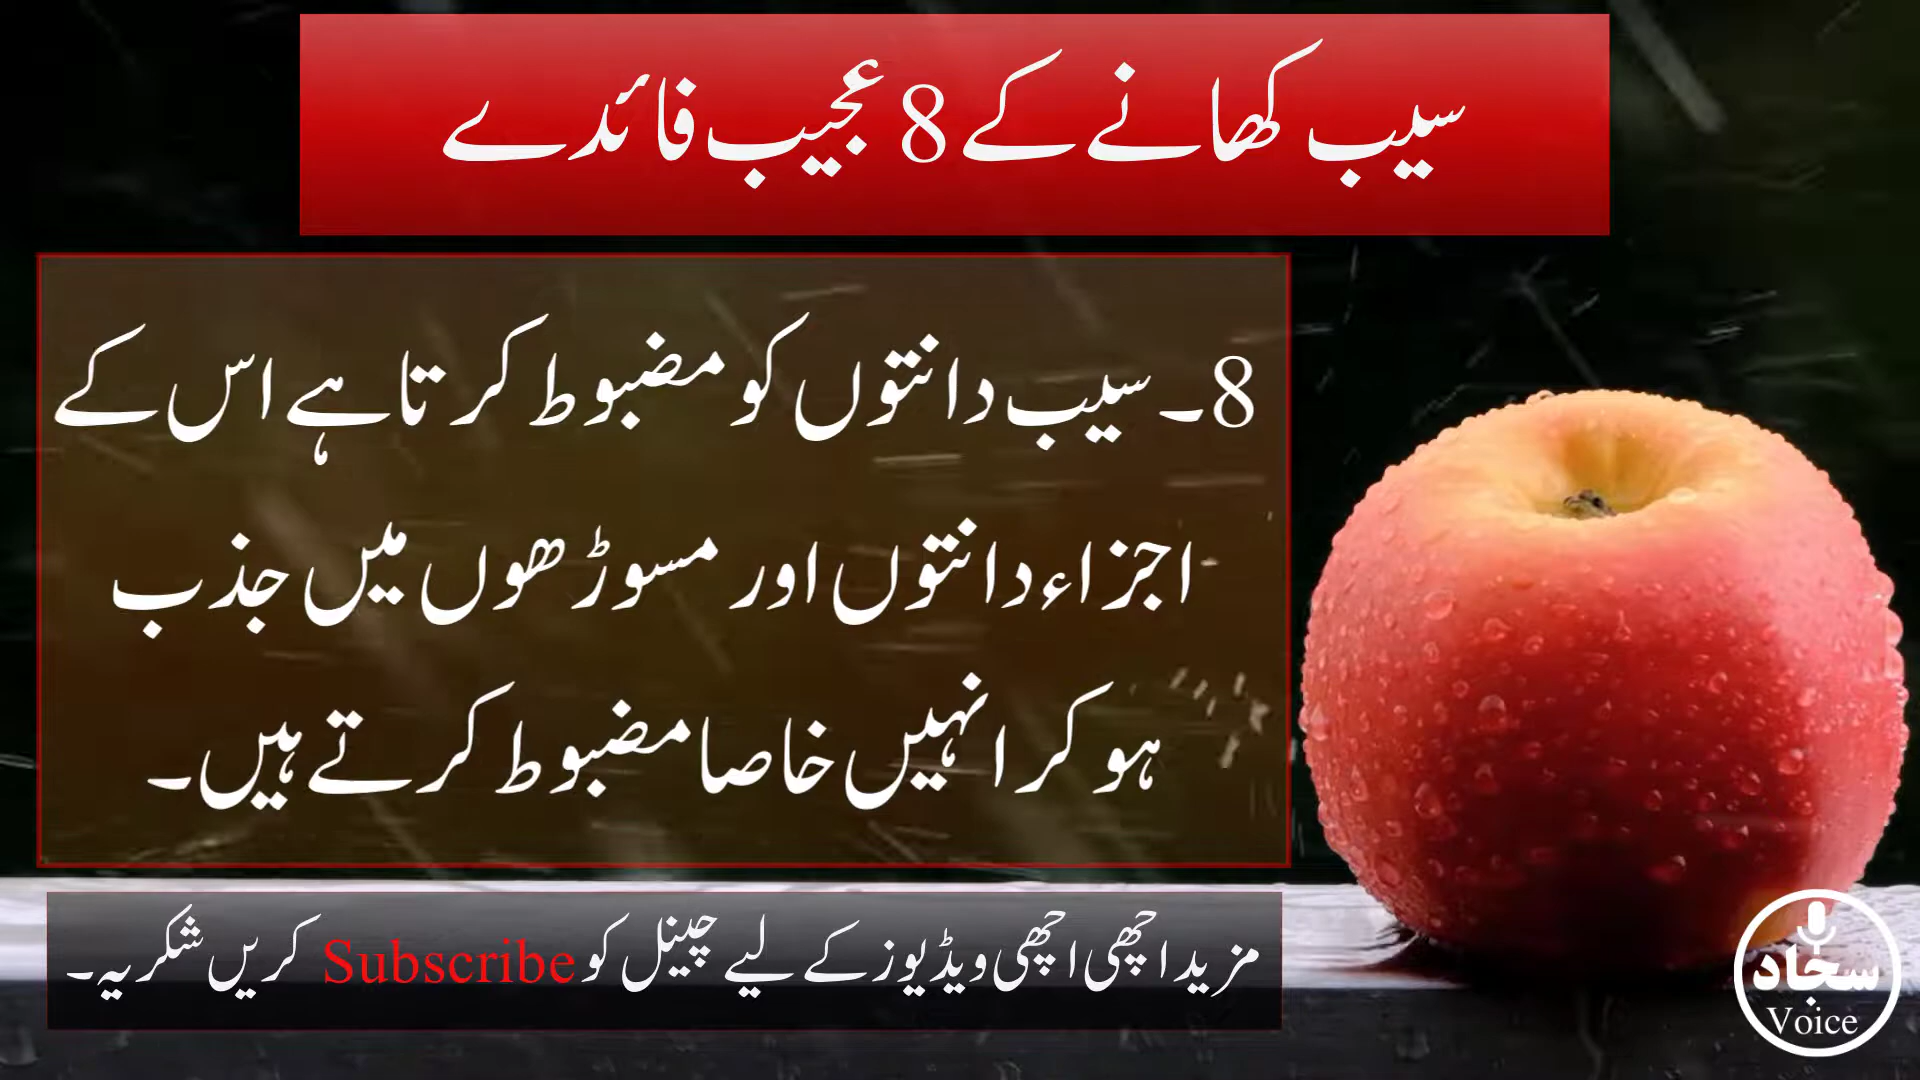 سیب کھانے کے 8 عجیب فائدے
8۔ سیب دانتوں کو مضبوط کرتا ہے اس کے
اجزاء دانتوں اور مسوڑھوں میں جذب
ہو کر انہیں خاصا مضبوط کرتے ہیں۔
مزید اچھی اچھی ویڈیوز کے لیے چینل کو Subscribe کریں شکریہ۔
سجاد
Voice